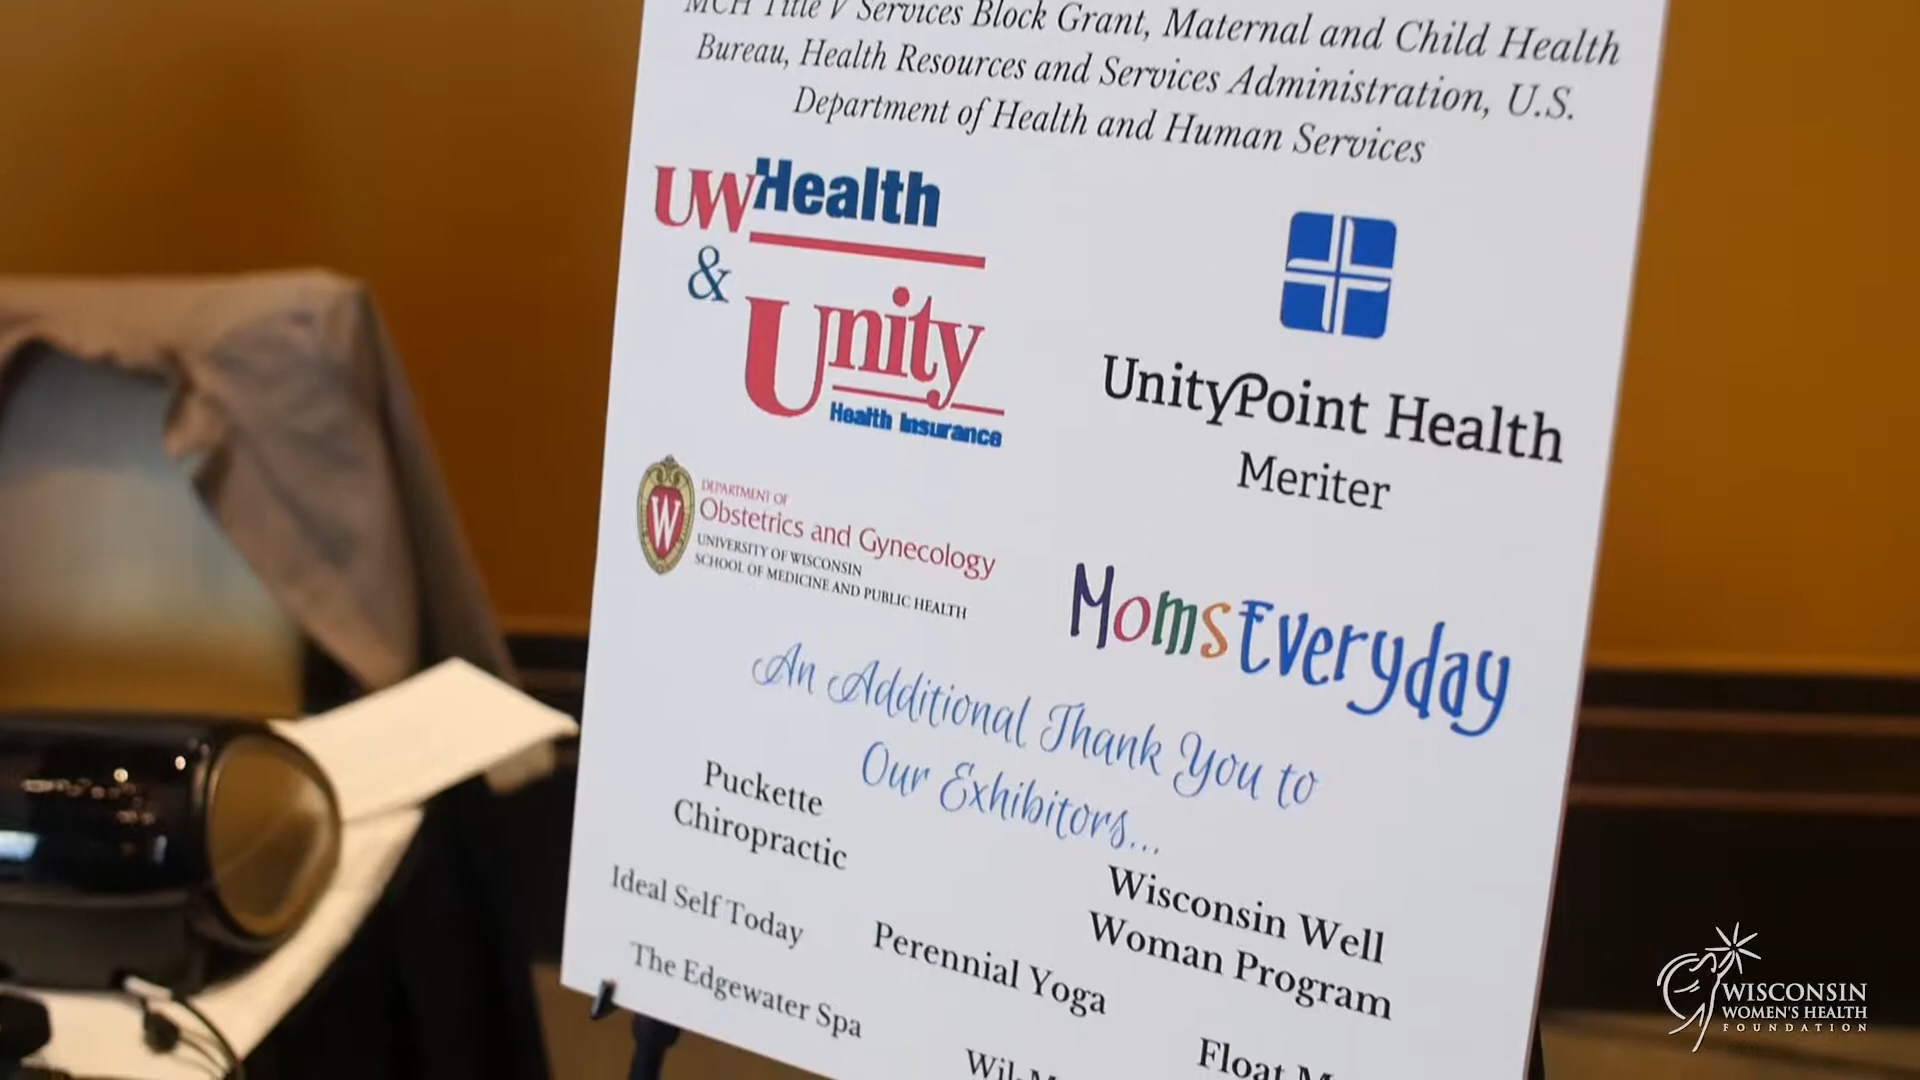 MCH Title V Services Block Grant, Maternal and Child Health
Bureau, Health Resources and Services Administration, U.S.
Department of Health and Human Services
UWHealth
&
Unity
Health Insurance
UnityPoint Health
Meriter
DEPARTMENT OF
Obstetrics and Gynecology
UNIVERSITY OF WISCONSIN
SCHOOL OF MEDICINE AND PUBLIC HEALTH
W
MomsEveryday
An Additional Thank You to
Our Exhibitors...
Puckette
Chiropractic
Wisconsin Well
Woman Program
Ideal Self Today
Perennial Yoga
The Edgewater Spa
Float
WISCONSIN
WOMEN'S HEALTH
FOUNDATION